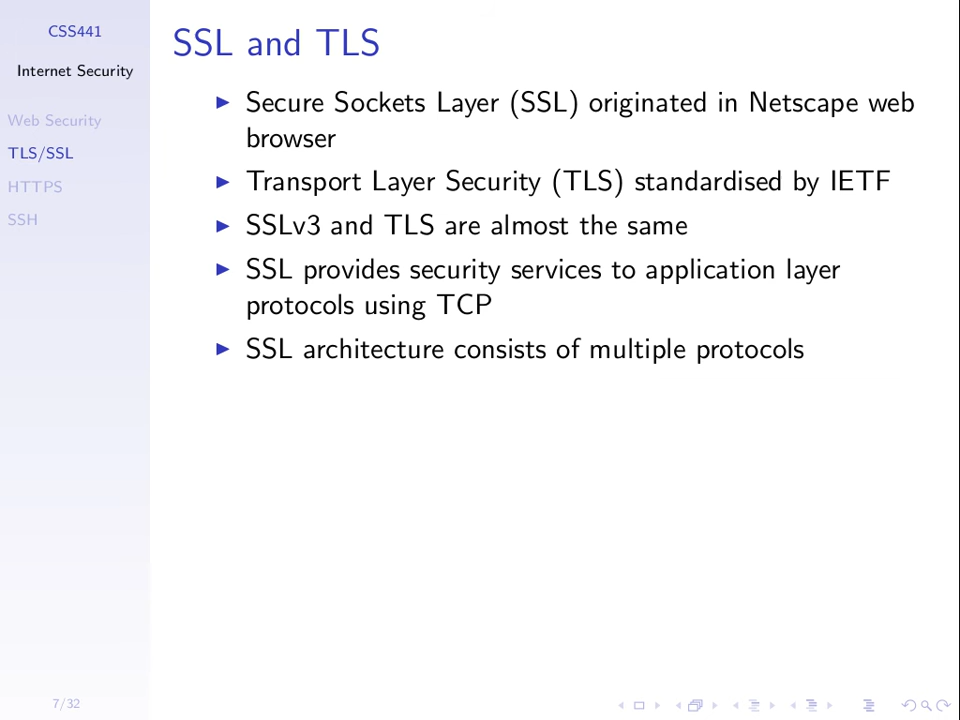 CSS441
Internet Security
Web Security
TLS/SSL
HTTPS
SSH
7/32
SSL and TLS
Secure Sockets Layer (SSL) originated in Netscape web
browser
Transport Layer Security (TLS) standardised by IETF
SSLv3 and TLS are almost the same
SSL provides security services to application layer
protocols using TCP
SSL architecture consists of multiple protocols